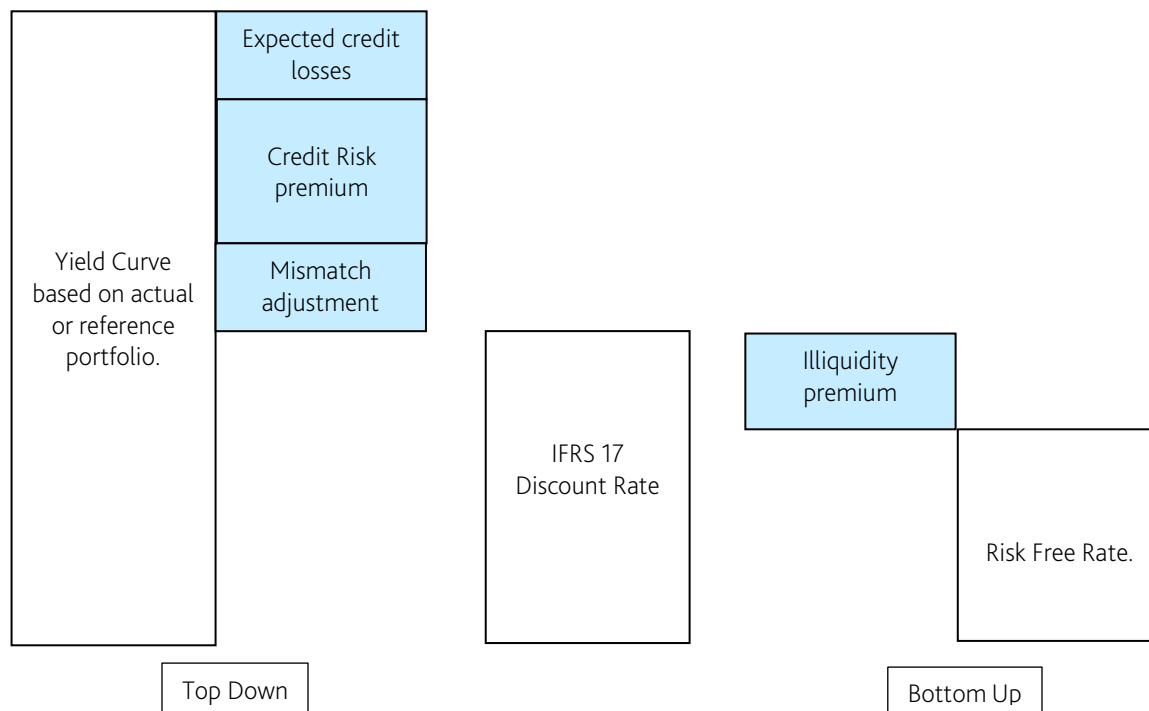 Expected credit
losses
Credit Risk
premium
Mismatch
adjustment
Yield Curve
based on actual
or reference
portfolio.
IFRS 17
Discount Rate
Illiquidity
premium
Risk Free Rate.
Top Down
Bottom Up